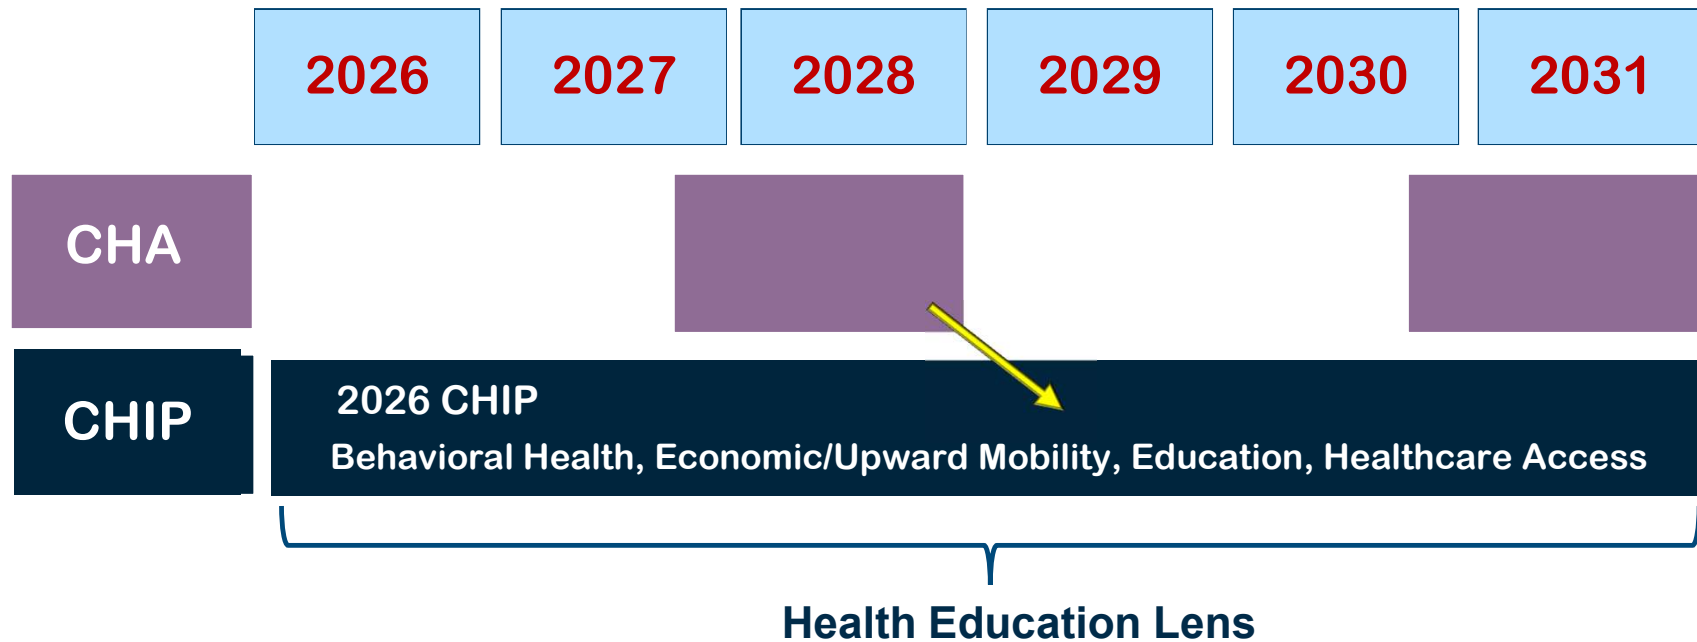 2026 2027 2028 2029 2030 2031
CHA
CHIP
2026 CHIP
Behavioral Health, Economic/Upward Mobility, Education, Healthcare Access
Health Education Lens